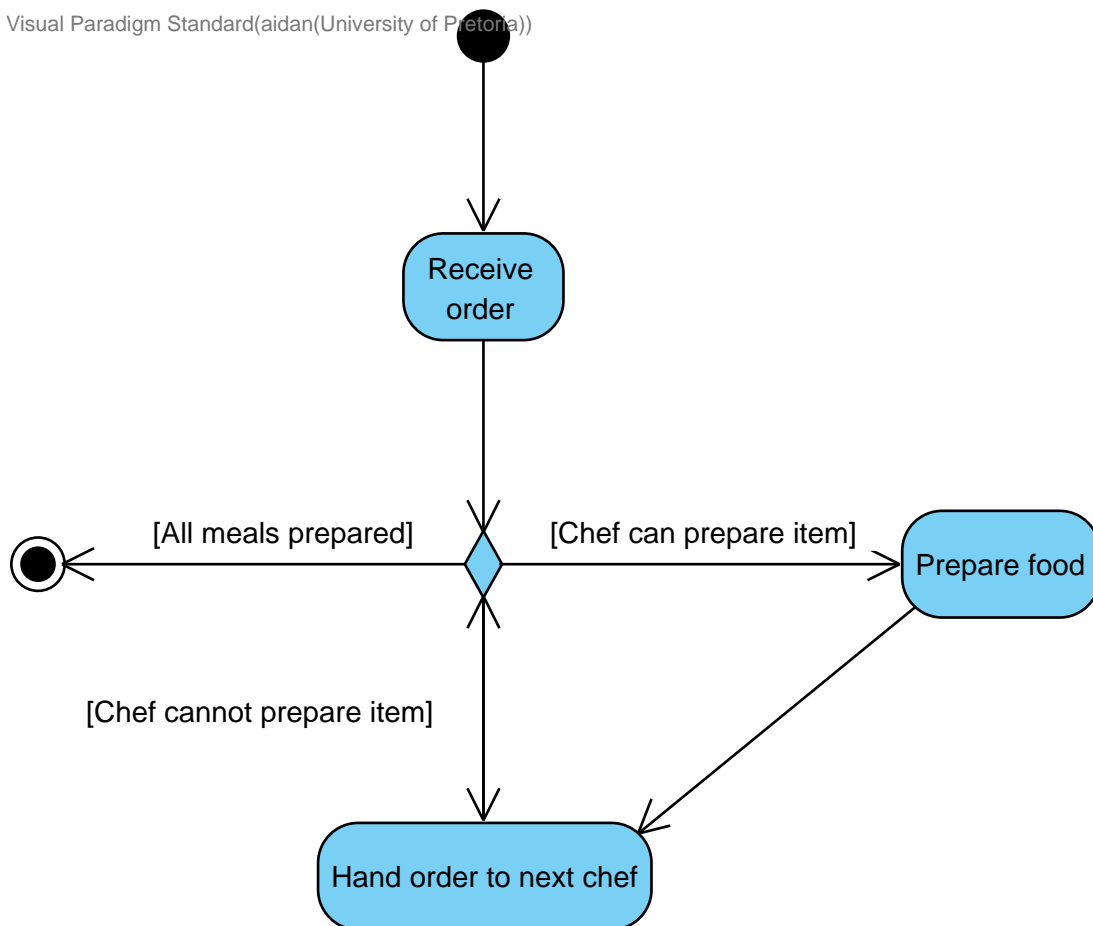 Visual Paradigm Standard(aidan(University of Pretoria))
Receive
order
[All meals prepared]
[Chef can prepare item]
Prepare food
[Chef cannot prepare item]
Hand order to next chef